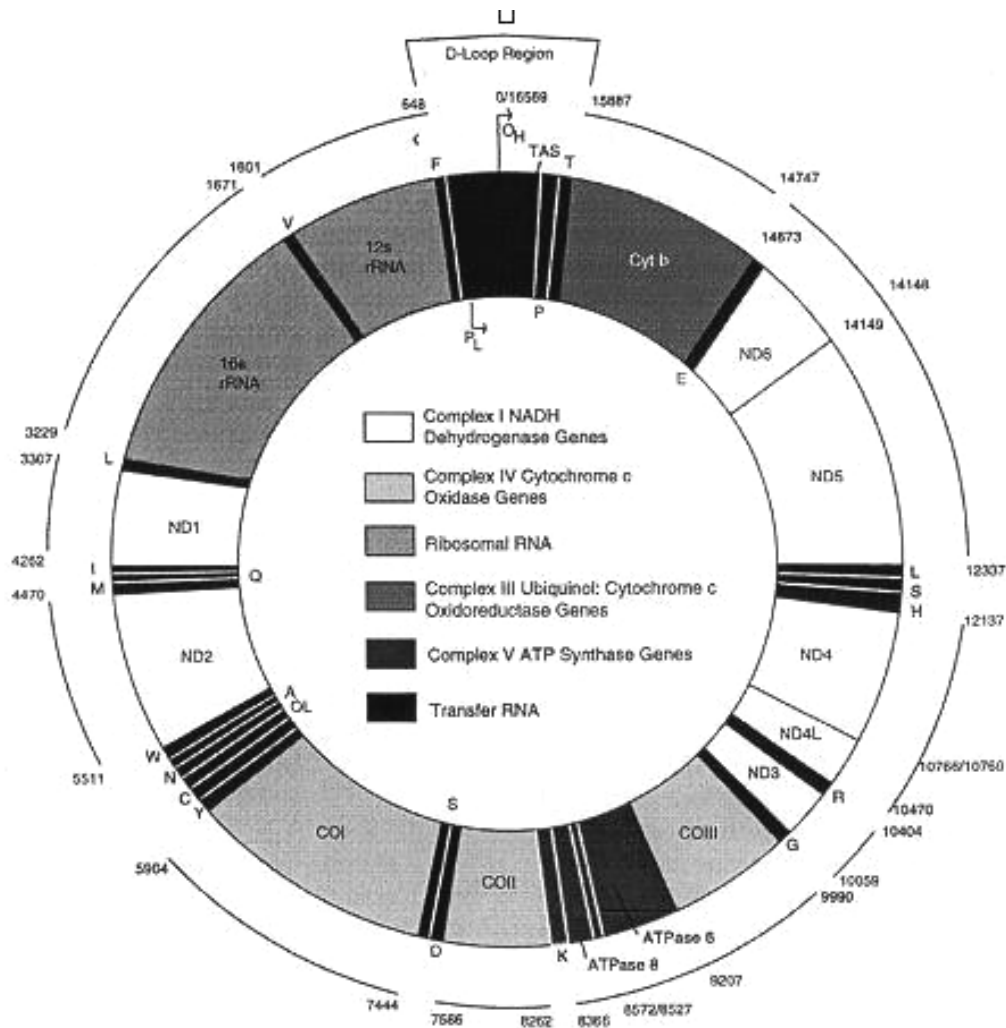 D-Loop Region
648
0/16569
15887
O H
TAS
F
T
1601
1671
14747
V
14673
12s
rRNA
Cyt b
14148
14149
P
P L
ND6
E
16s
rRNA
Complex I NADH
Dehydrogenase Genes
3229
3307
L
Complex IV Cytochrome c
Oxidase Genes
ND5
ND1
Ribosomal RNA
4262
I
Q
L
12337
4470
M
S
H
12137
Complex III Ubiquinol: Cytochrome c
Oxidoreductase Genes
ND2
ND4
Complex V ATP Synthase Genes
A
OL
Transfer RNA
ND4L
W
5511
N
ND3
10766/10760
C
R
Y
S
10470
COI
COIII
G
10404
COII
5904
10059
9990
D
K
ATPase 6
ATPase 8
9207
7444
7586
8262
8366
8572/8527